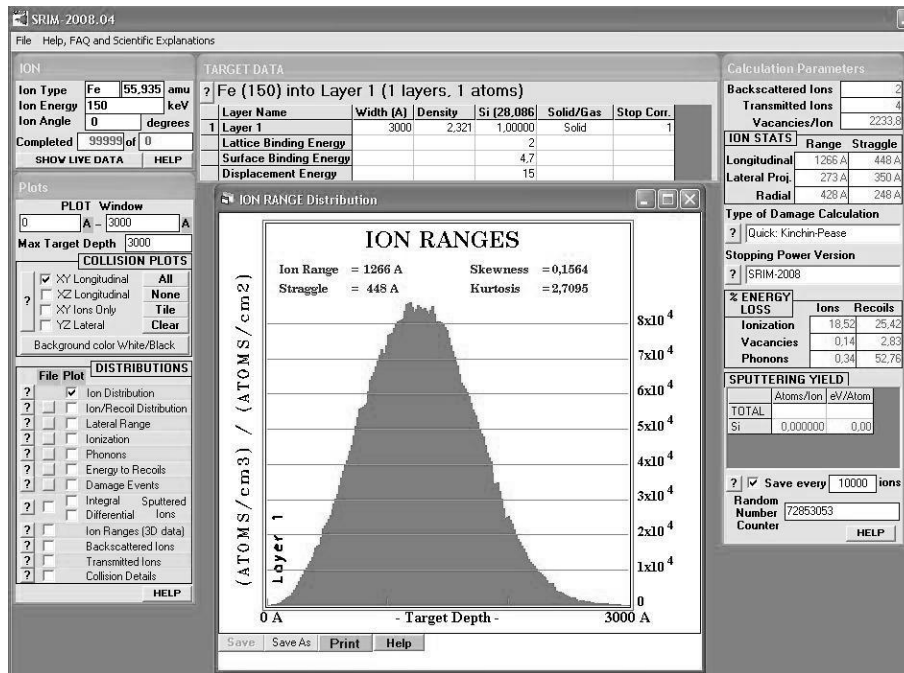 SRIM-2008.04
File Help, FAQ and Scientific Explanations
ION
Ion Type Fe 55,935 amu
Ion Energy 150 keV
Ion Angle 0 degrees
Completed 99999 of 0
SHOW LIVE DATA HELP
TARGET DATA
? Fe (150) into Layer 1 (1 layers, 1 atoms)
Layer Name Width (A) Density Si (28,086 Solid/Gas Stop Corr.
1 Layer 1 3000 2,321 1,00000 Solid 1
Lattice Binding Energy 2
Surface Binding Energy 4,7
Displacement Energy 15
Calculation Parameters
Backscattered Ions 2
Transmitted Ions 4
Vacancies/Ion 2233,8
ION STATS Range Straggle
Longitudinal 1266 A 448 A
Lateral Proj. 273 A 350 A
Radial 428 A 248 A
Type of Damage Calculation
? Quick: Kinchin-Pease
Stopping Power Version
? SRIM-2008
% ENERGY LOSS Ions Recoils
Ionization 18,52 25,42
Vacancies 0,14 2,83
Phonons 0,34 52,76
SPUTTERING YIELD
Atoms/Ion eV/Atom
TOTAL
Si 0,000000 0,00
? Save every 10000 ions
Random Number Counter 72853053
HELP
Plots
PLOT Window
0 A - 3000 A
Max Target Depth 3000
COLLISION PLOTS
? XY Longitudinal All
XZ Longitudinal None
XY Ions Only Tile
YZ Lateral Clear
Background color White/Black
DISTRIBUTIONS
File Plot
? Ion Distribution
? Ion/Recoil Distribution
? Lateral Range
? Ionization
? Phonons
? Energy to Recoils
? Damage Events
? Integral Sputtered
Differential Ions
? Ion Ranges (3D data)
? Backscattered Ions
? Transmitted Ions
? Collision Details
HELP
ION RANGE Distribution
ION RANGES
Ion Range = 1266 A Skewness =0,1564
Straggle = 448 A Kurtosis =2,7095
(ATOMS/cm3) / (ATOMS/cm2)
Layer 1
8x10 4
7x10 4
6x10 4
5x10 4
4x10 4
3x10 4
2x10 4
1x10 4
0
0 A - Target Depth - 3000 A
Save Save As Print Help